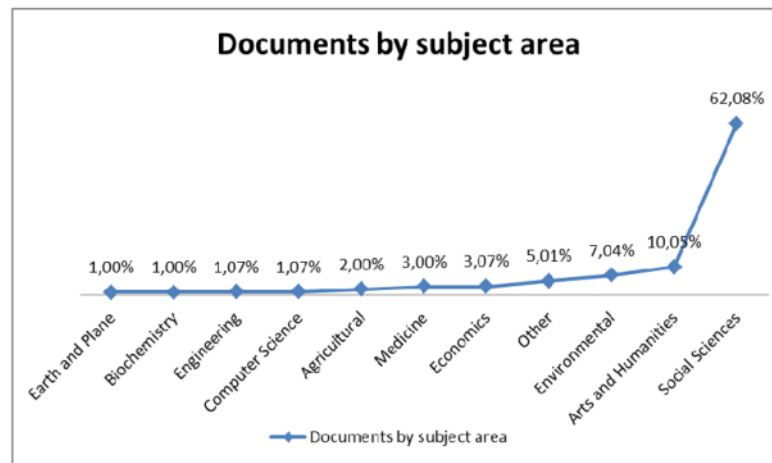 Documents by subject area
62,08%
1,00%
1,00%
1,07%
1,07%
2,00%
3,00%
3,07%
5,01%
7,04%
10,05%
Earth and Plane
Biochemistry
Engineering
Computer Science
Agricultural
Medicine
Economics
Other
Environmental
Arts and Humanities
Social Sciences
Documents by subject area